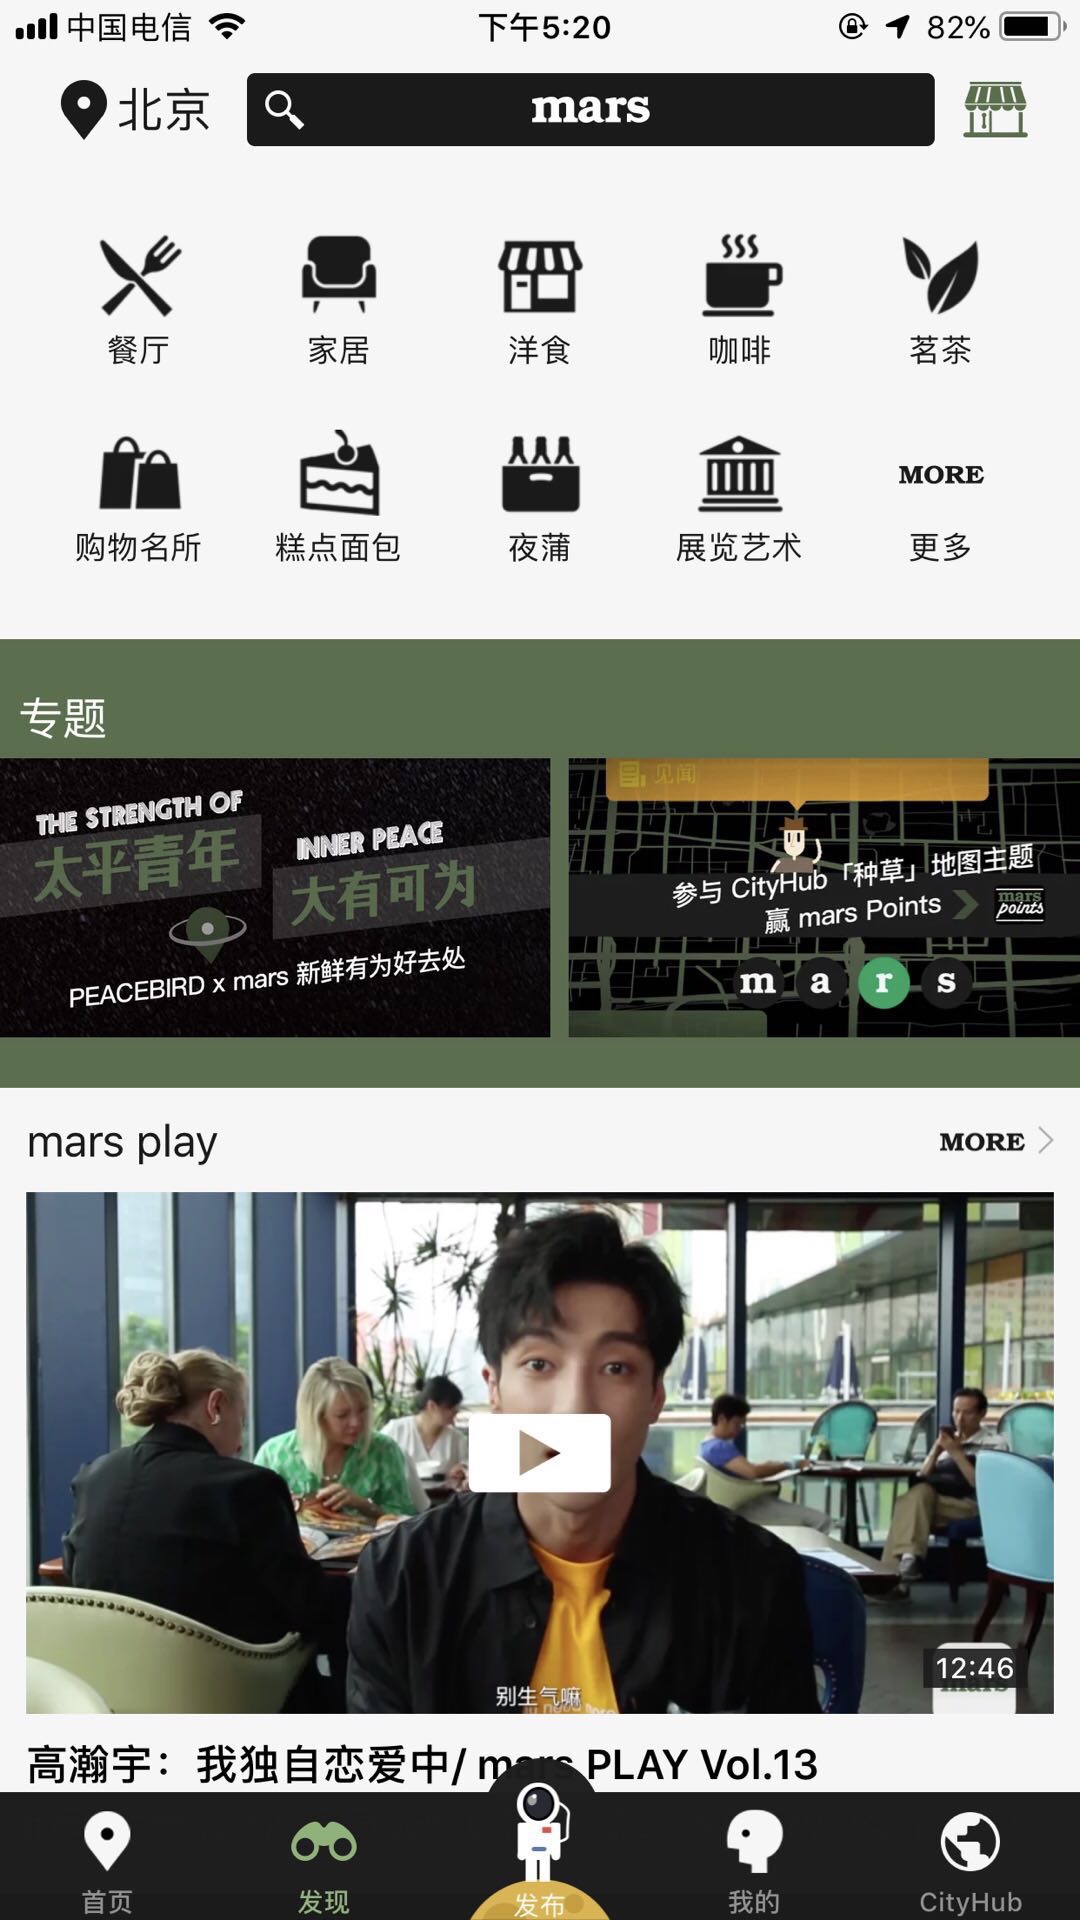 中国电信 下午5:20 82%
北京 mars
餐厅 家居 洋食 咖啡 茗茶
MORE
购物名所 糕点面包 夜蒲 展览艺术 更多
专题
THE STRENGTH OF
太平青年
INNER PEACE
大有可为
PEACEBIRD x mars 新鲜有为好去处
见闻
参与 CityHub「种草」地图主题
赢 mars Points
mars points
m a r s
mars play MORE
别生气嘛
12:46
高瀚宇：我独自恋爱中/ mars PLAY Vol.13
首页 发现 发布 我的 CityHub